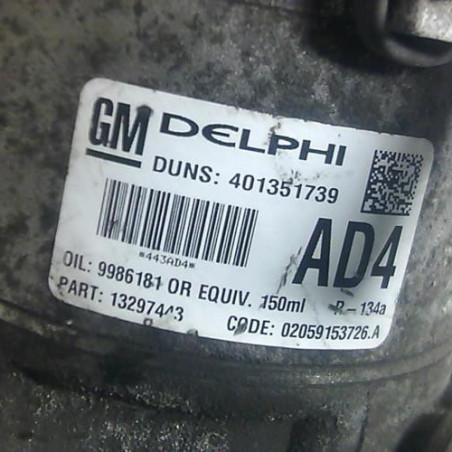 GM DELPHI
DUNS: 401351739
*443AD4*
AD4
OIL: 9986181 OR EQUIV. 150ml R-134a
PART: 13297443
CODE: 02059153726.A